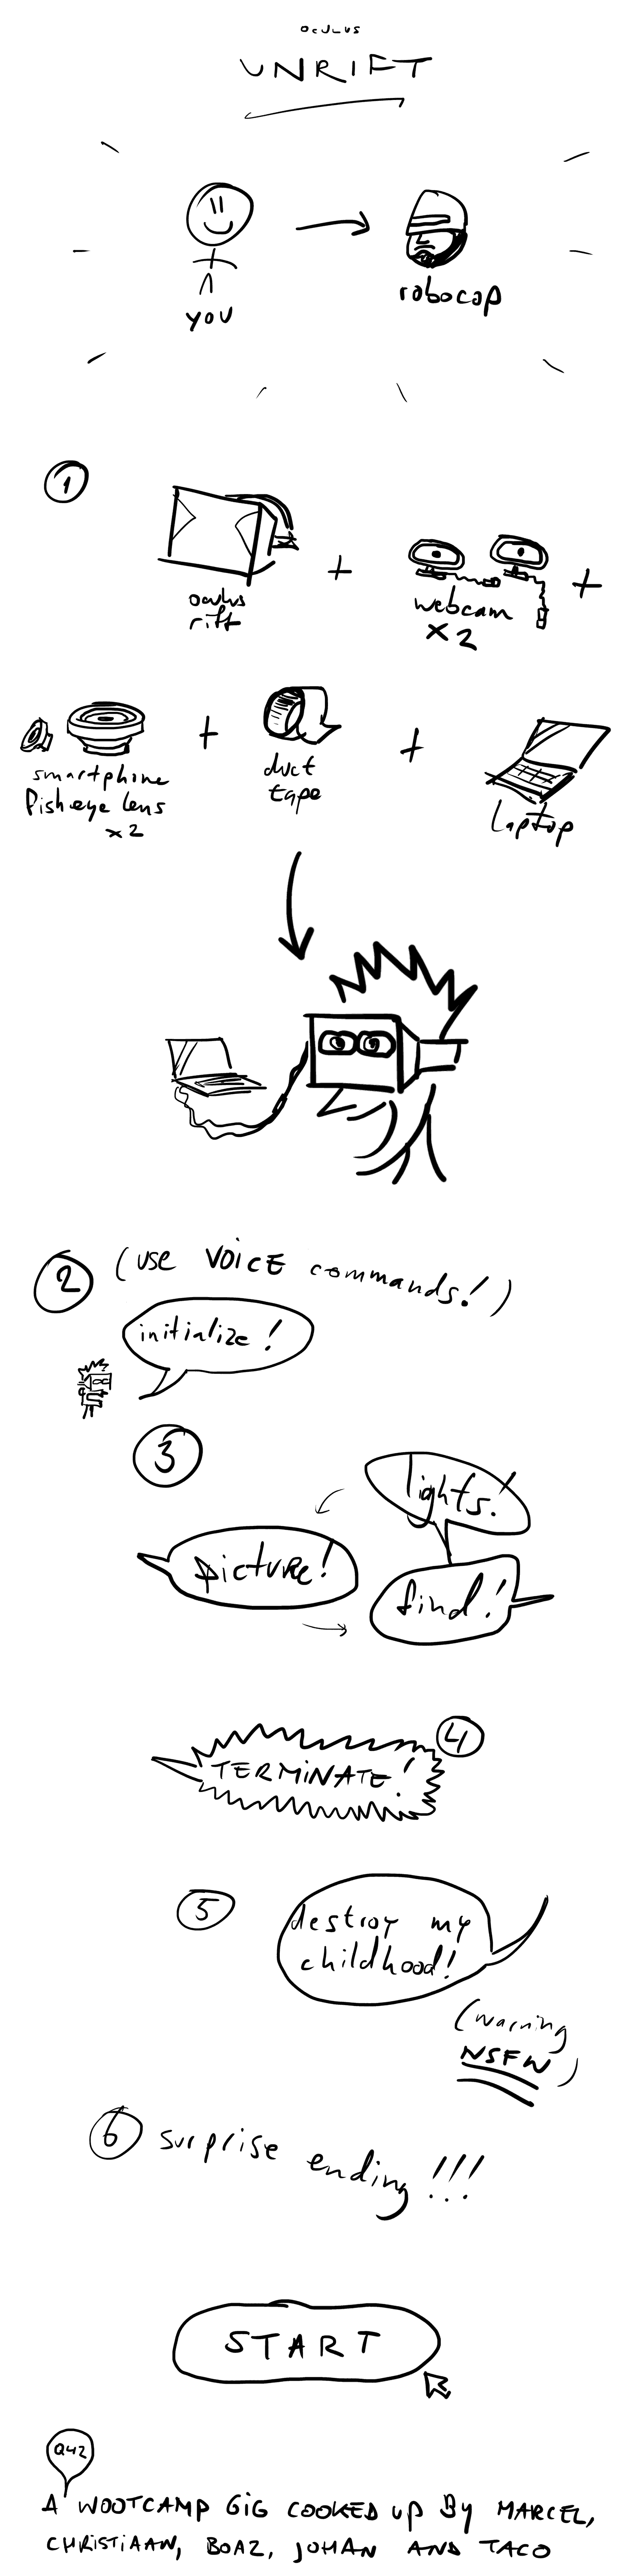 oculus
UNRIFT
you
robocop
1
oculus
rift
+
webcam
x2
+
smartphone
fisheye lens
x2
+
duct
tape
+
laptop
2
(use VOICE commands!)
initialize!
3
lights!
picture!
find!
4
TERMINATE!
5
destroy my
childhood!
(warning
NSFW)
6 surprise ending!!!
START
Q42
A WOOTCAMP GIG COOKED UP BY MARCEL,
CHRISTIAAN, BOAZ, JOHAN AND TACO